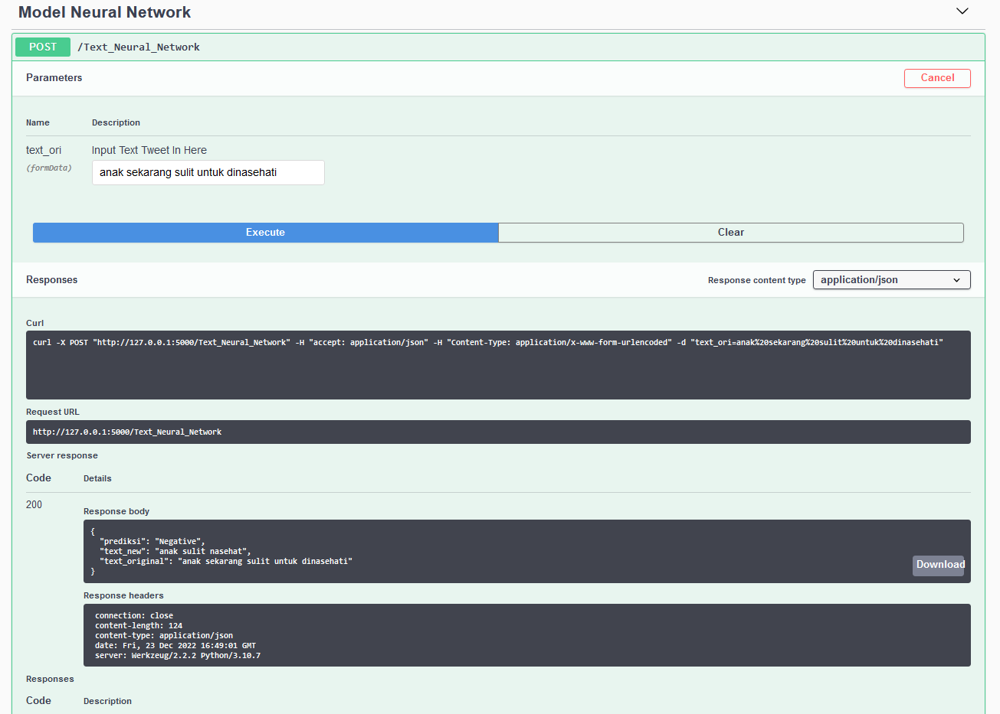 Model Neural Network
POST /Text_Neural_Network
Parameters
Cancel
Name Description
text_ori Input Text Tweet In Here
(formData)
anak sekarang sulit untuk dinasehati
Execute Clear
Responses Response content type application/json
Curl
curl -X POST "http://127.0.0.1:5000/Text_Neural_Network" -H "accept: application/json" -H "Content-Type: application/x-www-form-urlencoded" -d "text_ori=anak%20sekarang%20sulit%20untuk%20dinasehati"
Request URL
http://127.0.0.1:5000/Text_Neural_Network
Server response
Code Details
200
Response body
{
  "prediksi": "Negative",
  "text_new": "anak sulit nasehat",
  "text_original": "anak sekarang sulit untuk dinasehati"
}
Download
Response headers
connection: close
content-length: 124
content-type: application/json
date: Fri, 23 Dec 2022 16:49:01 GMT
server: Werkzeug/2.2.2 Python/3.10.7
Responses
Code Description